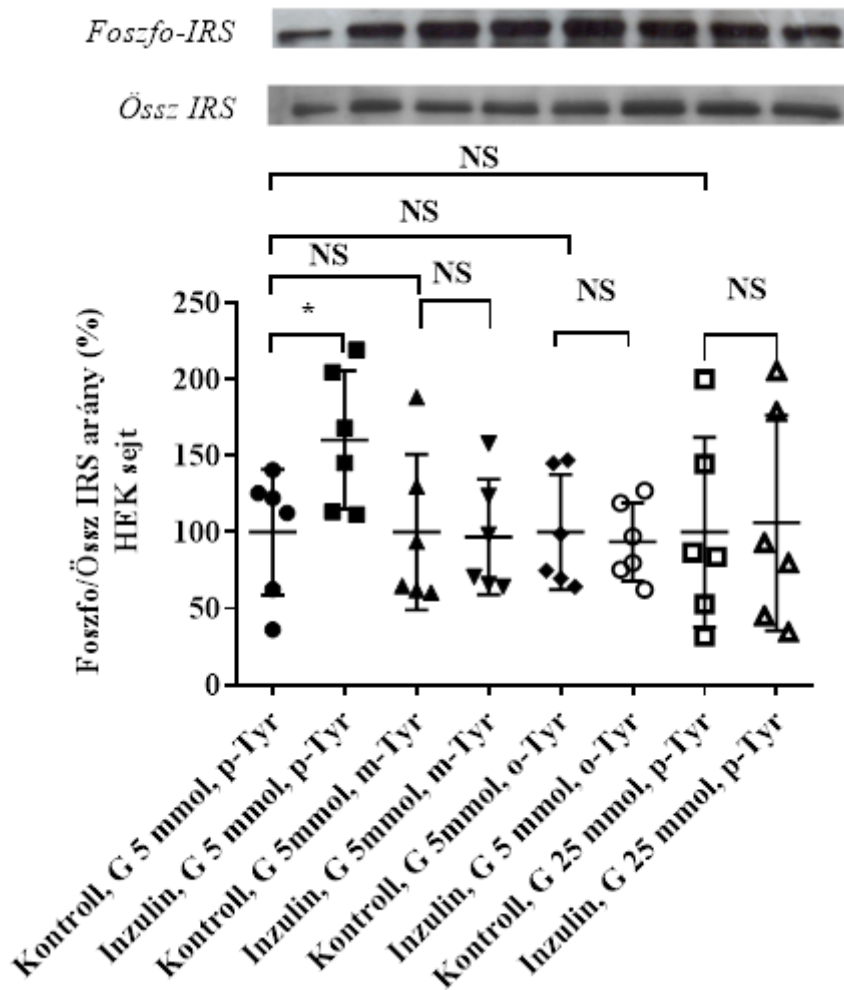 Foszfo-IRS
Össz IRS
NS
NS
NS
NS
NS
NS
*
Foszfo/Össz IRS arány (%)
HEK sejt
250
200
150
100
50
0
Kontroll, G 5 mmol, p-Tyr
Inzulin, G 5 mmol, p-Tyr
Kontroll, G 5mmol, m-Tyr
Inzulin, G 5mmol, m-Tyr
Kontroll, G 5mmol, o-Tyr
Inzulin, G 5 mmol, o-Tyr
Kontroll, G 25 mmol, p-Tyr
Inzulin, G 25 mmol, p-Tyr